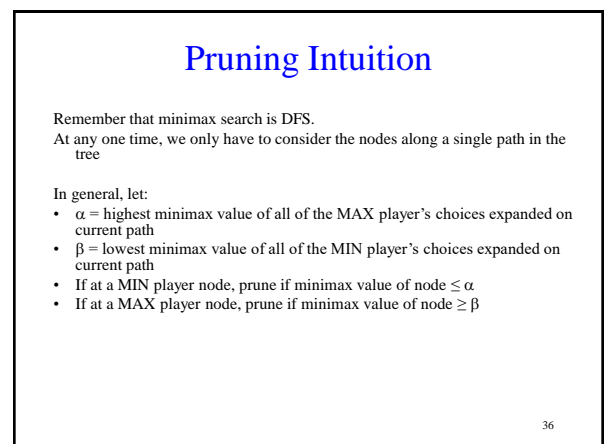 Pruning Intuition
Remember that minimax search is DFS.
At any one time, we only have to consider the nodes along a single path in the
tree
In general, let:
• α = highest minimax value of all of the MAX player's choices expanded on
current path
• β = lowest minimax value of all of the MIN player's choices expanded on
current path
• If at a MIN player node, prune if minimax value of node ≤ α
• If at a MAX player node, prune if minimax value of node ≥ β
36